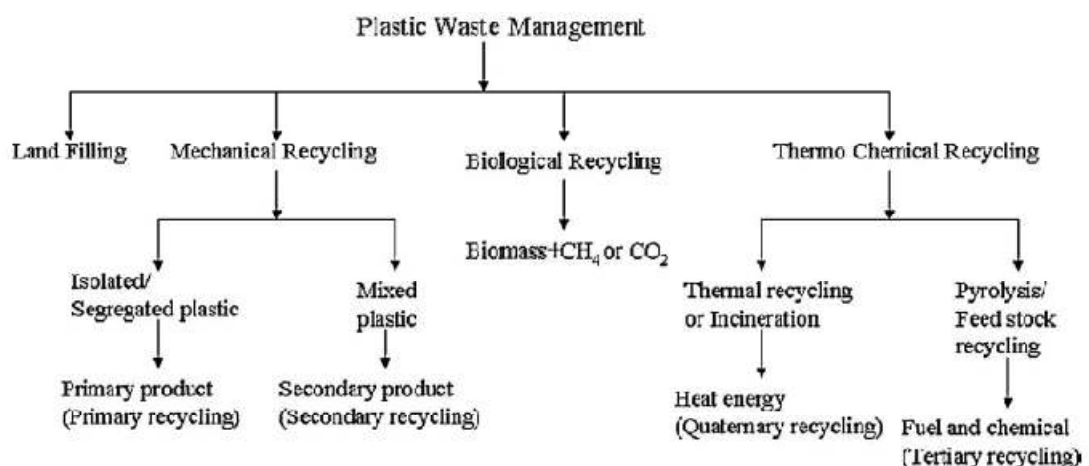 Plastic Waste Management
Land Filling
Mechanical Recycling
Biological Recycling
Thermo Chemical Recycling
Biomass+CH₄ or CO₂
Isolated/
Segregated plastic
Mixed
plastic
Thermal recycling
or Incineration
Pyrolysis/
Feed stock
recycling
Primary product
(Primary recycling)
Secondary product
(Secondary recycling)
Heat energy
(Quaternary recycling)
Fuel and chemical
(Tertiary recycling)